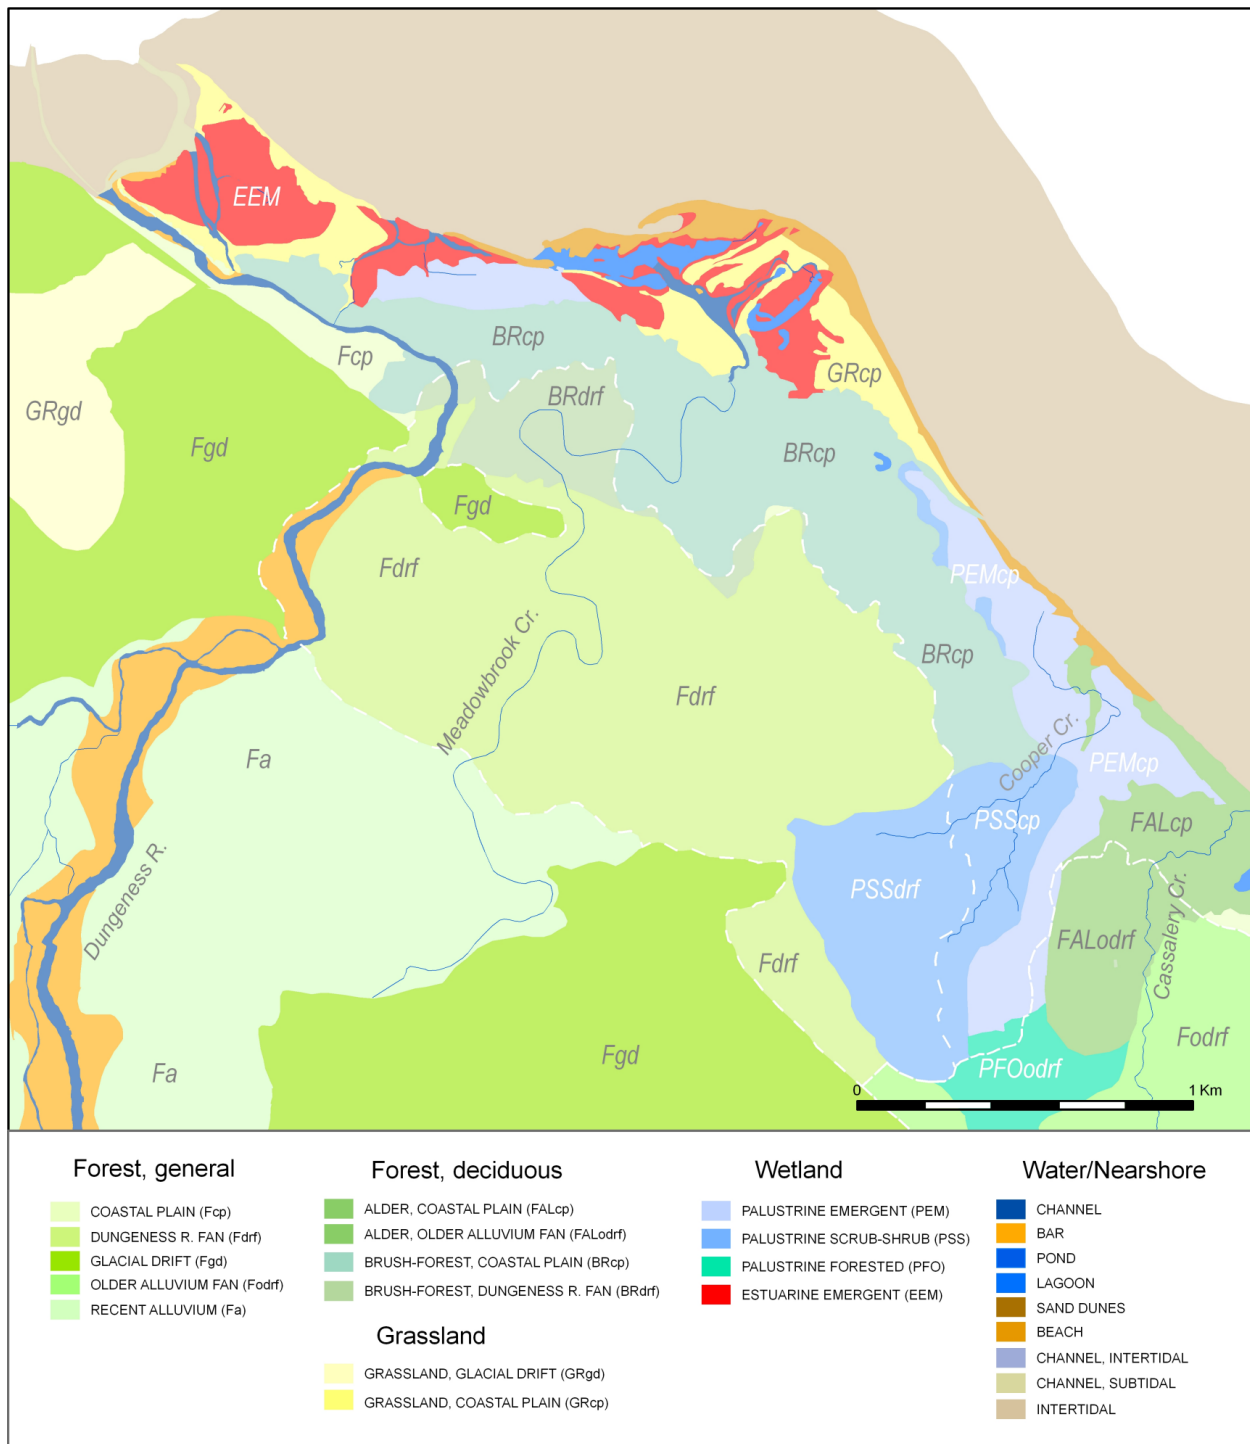 EEM
BRcp
Fcp
BRdrf
GRcp
GRgd
Fgd
BRcp
Fgd
Fdrf
PEMcp
Meadowbrook Cr.
BRcp
Fdrf
Cooper Cr.
Fa
PEMcp
PSScp
FALcp
Dungeness R.
PSSdrf
Cassalery Cr.
FALodrf
Fdrf
Fodrf
Fgd
PFOodrf
Fa
0 1 Km
Forest, general
COASTAL PLAIN (Fcp)
DUNGENESS R. FAN (Fdrf)
GLACIAL DRIFT (Fgd)
OLDER ALLUVIUM FAN (Fodrf)
RECENT ALLUVIUM (Fa)
Forest, deciduous
ALDER, COASTAL PLAIN (FALcp)
ALDER, OLDER ALLUVIUM FAN (FALodrf)
BRUSH-FOREST, COASTAL PLAIN (BRcp)
BRUSH-FOREST, DUNGENESS R. FAN (BRdrf)
Grassland
GRASSLAND, GLACIAL DRIFT (GRgd)
GRASSLAND, COASTAL PLAIN (GRcp)
Wetland
PALUSTRINE EMERGENT (PEM)
PALUSTRINE SCRUB-SHRUB (PSS)
PALUSTRINE FORESTED (PFO)
ESTUARINE EMERGENT (EEM)
Water/Nearshore
CHANNEL
BAR
POND
LAGOON
SAND DUNES
BEACH
CHANNEL, INTERTIDAL
CHANNEL, SUBTIDAL
INTERTIDAL